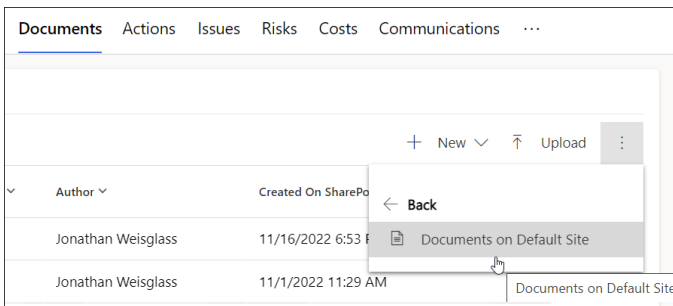 Documents Actions Issues Risks Costs Communications ...
+ New Upload
Author Created On SharePo
Back
Jonathan Weisglass 11/16/2022 6:53 Documents on Default Site
Jonathan Weisglass 11/1/2022 11:29 AM
Documents on Default Site